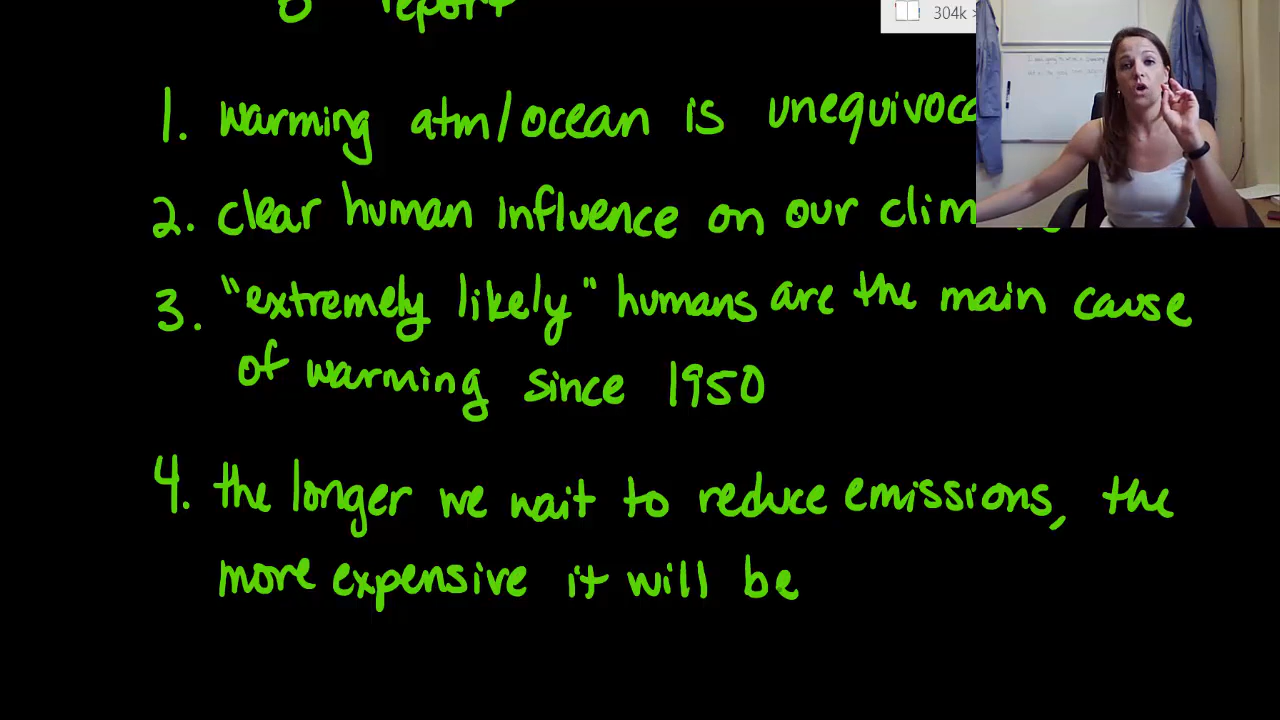 report
304k >
1. warming atm/ocean is unequivoca
2. clear human influence on our clim
3. "extremely likely" humans are the main cause
of warming since 1950
4. the longer we wait to reduce emissions, the
more expensive it will be